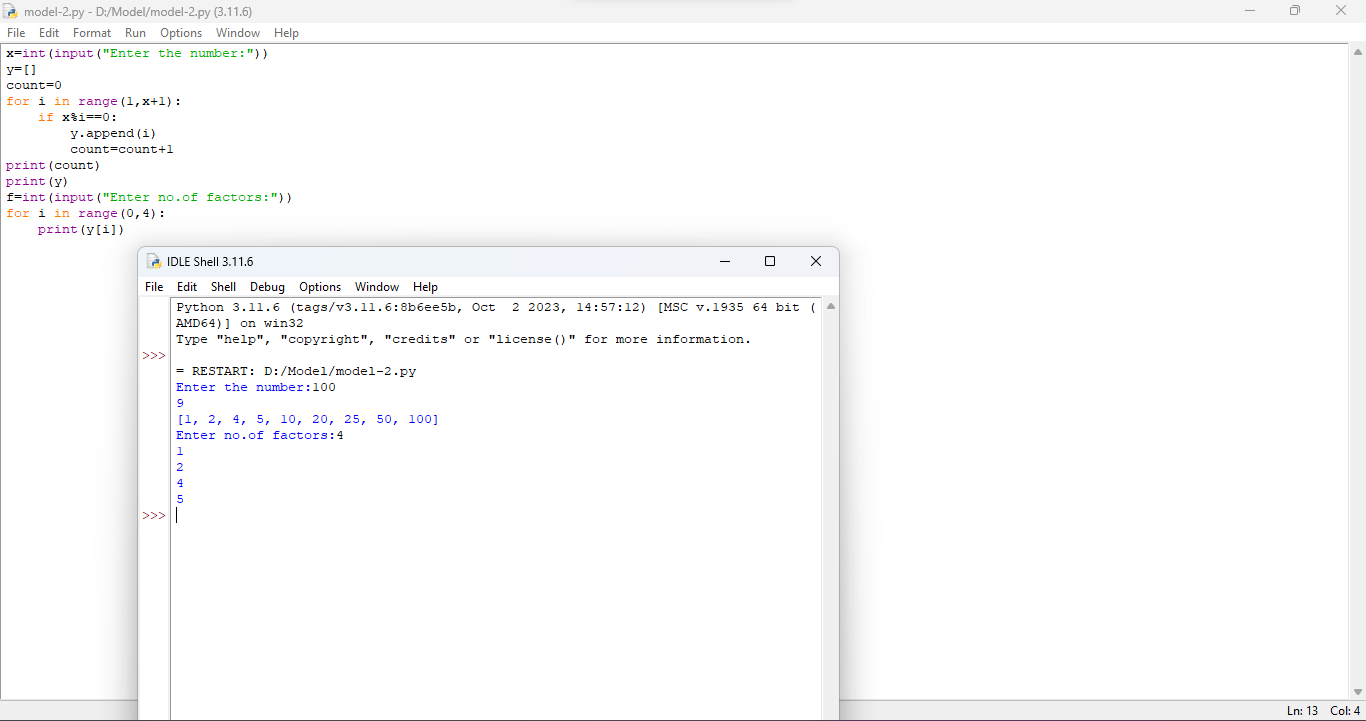 model-2.py - D:/Model/model-2.py (3.11.6)
File Edit Format Run Options Window Help
x=int(input("Enter the number:"))
y=[]
count=0
for i in range(1,x+1):
    if x%i==0:
        y.append(i)
        count=count+1
print(count)
print(y)
f=int(input("Enter no.of factors:"))
for i in range(0,4):
    print(y[i])
IDLE Shell 3.11.6
File Edit Shell Debug Options Window Help
Python 3.11.6 (tags/v3.11.6:8b6ee5b, Oct  2 2023, 14:57:12) [MSC v.1935 64 bit (
AMD64)] on win32
Type "help", "copyright", "credits" or "license()" for more information.
>>>
= RESTART: D:/Model/model-2.py
Enter the number:100
9
[1, 2, 4, 5, 10, 20, 25, 50, 100]
Enter no.of factors:4
1
2
4
5
>>>
Ln: 13 Col: 4